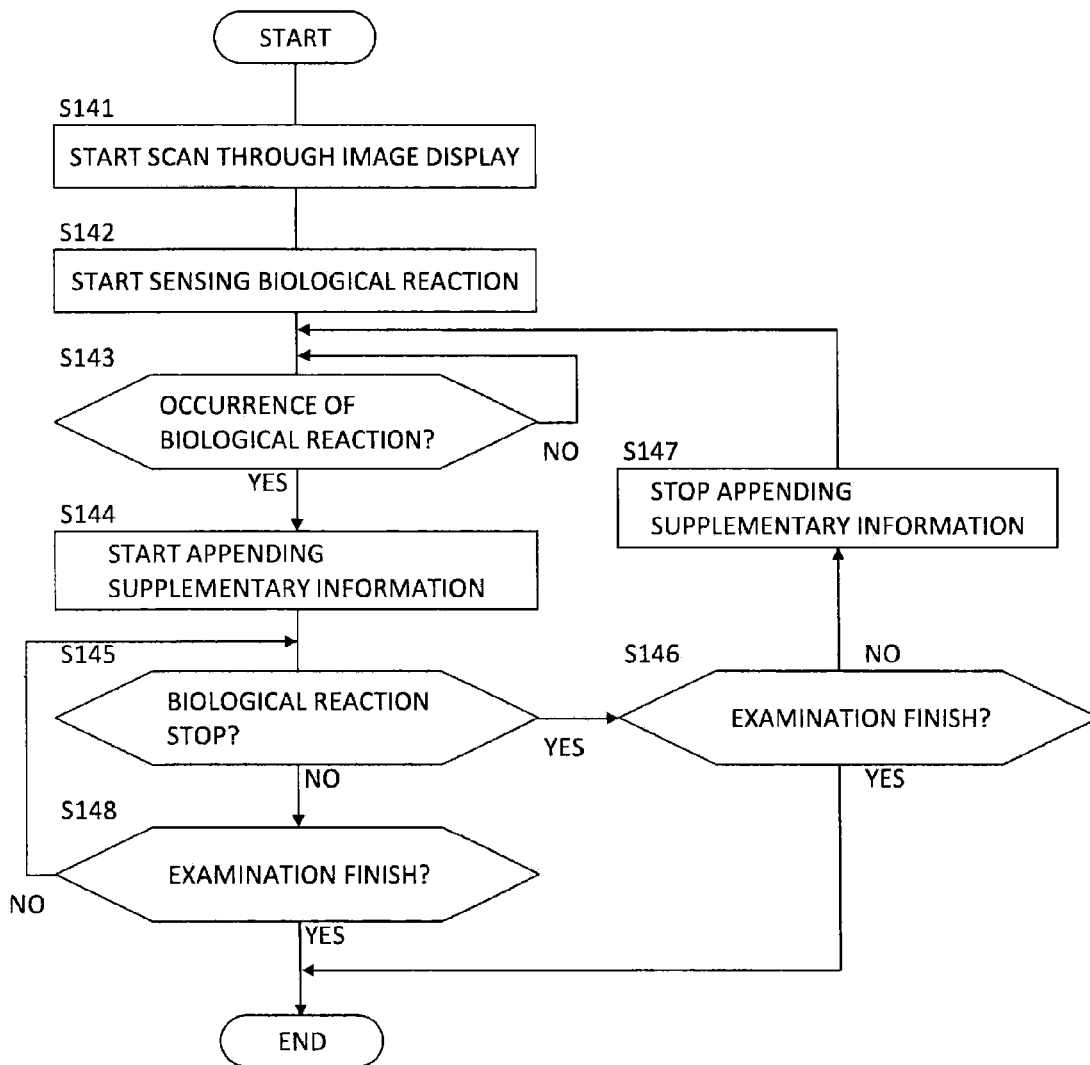 START
S141
START SCAN THROUGH IMAGE DISPLAY
S142
START SENSING BIOLOGICAL REACTION
S143
OCCURRENCE OF
BIOLOGICAL REACTION?
NO
YES
S144
START APPENDING
SUPPLEMENTARY INFORMATION
S145
BIOLOGICAL REACTION
STOP?
YES
NO
S146
EXAMINATION FINISH?
NO
YES
S147
STOP APPENDING
SUPPLEMENTARY INFORMATION
S148
EXAMINATION FINISH?
NO
YES
END